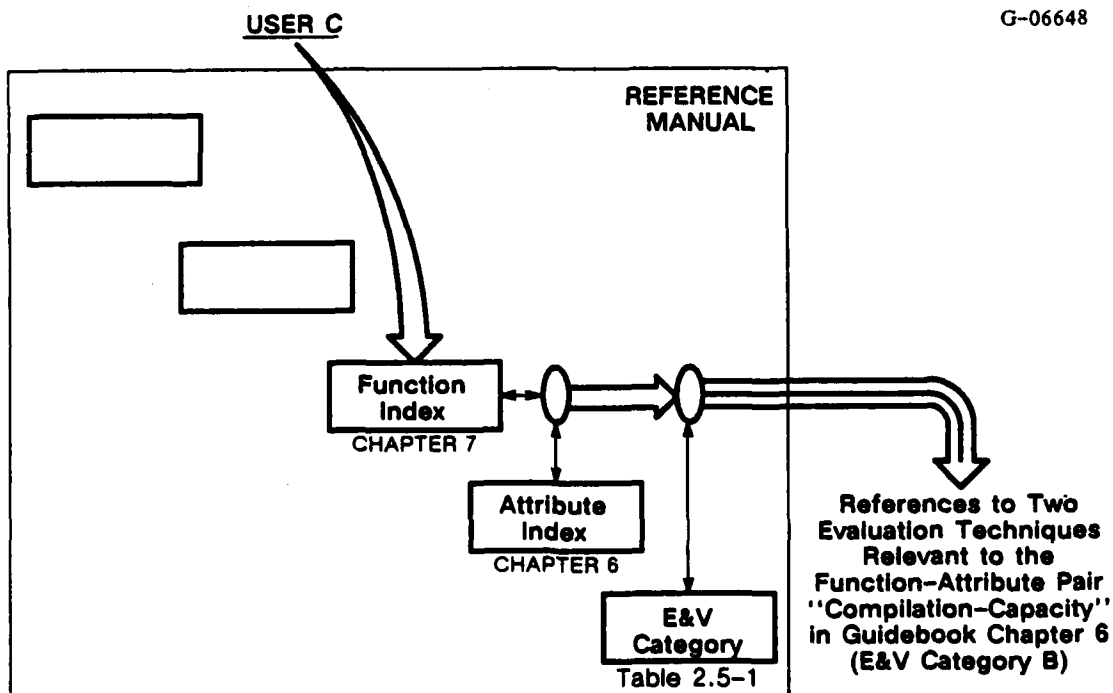 G-06648
USER C
REFERENCE
MANUAL
Function
Index
CHAPTER 7
Attribute
Index
CHAPTER 6
E&V
Category
Table 2.5-1
References to Two
Evaluation Techniques
Relevant to the
Function-Attribute Pair
''Compilation-Capacity''
in Guidebook Chapter 6
(E&V Category B)